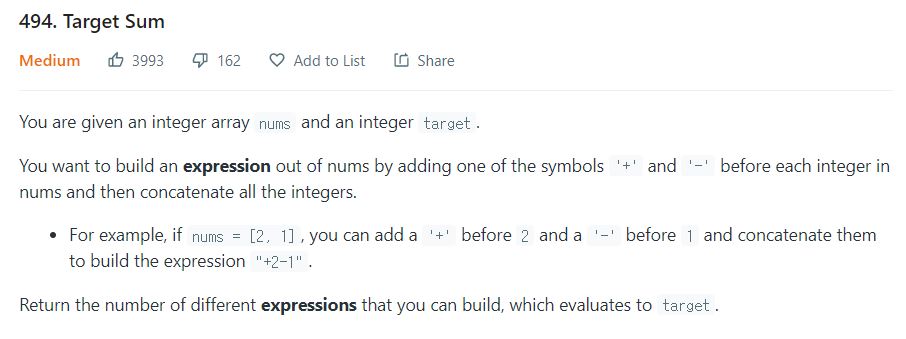 494. Target Sum
Medium 3993 162 Add to List Share
You are given an integer array nums and an integer target .
You want to build an expression out of nums by adding one of the symbols '+' and '-' before each integer in
nums and then concatenate all the integers.
• For example, if nums = [2, 1] , you can add a '+' before 2 and a '-' before 1 and concatenate them
to build the expression "+2-1" .
Return the number of different expressions that you can build, which evaluates to target .